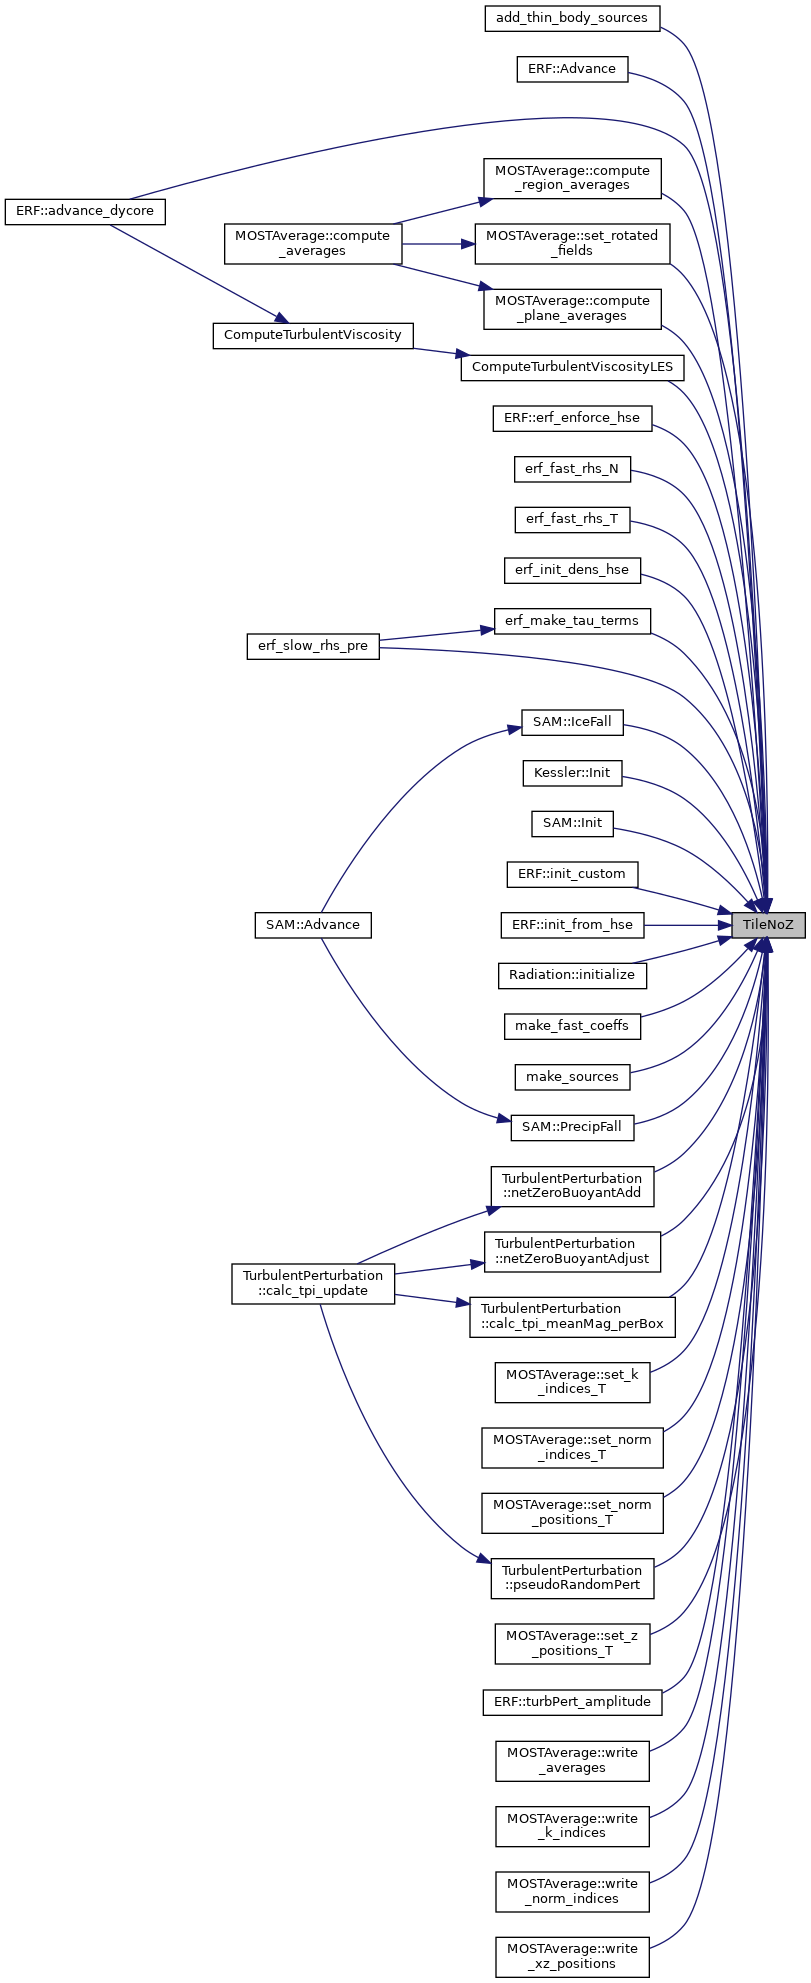 add_thin_body_sources
ERF::Advance
MOSTAverage::compute
_region_averages
ERF::advance_dycore
MOSTAverage::compute
_averages
MOSTAverage::set_rotated
_fields
MOSTAverage::compute
_plane_averages
ComputeTurbulentViscosity
ComputeTurbulentViscosityLES
ERF::erf_enforce_hse
erf_fast_rhs_N
erf_fast_rhs_T
erf_init_dens_hse
erf_make_tau_terms
erf_slow_rhs_pre
SAM::IceFall
Kessler::Init
SAM::Init
ERF::init_custom
SAM::Advance
ERF::init_from_hse
TileNoZ
Radiation::initialize
make_fast_coeffs
make_sources
SAM::PrecipFall
TurbulentPerturbation
::netZeroBuoyantAdd
TurbulentPerturbation
::netZeroBuoyantAdjust
TurbulentPerturbation
::calc_tpi_update
TurbulentPerturbation
::calc_tpi_meanMag_perBox
MOSTAverage::set_k
_indices_T
MOSTAverage::set_norm
_indices_T
MOSTAverage::set_norm
_positions_T
TurbulentPerturbation
::pseudoRandomPert
MOSTAverage::set_z
_positions_T
ERF::turbPert_amplitude
MOSTAverage::write
_averages
MOSTAverage::write
_k_indices
MOSTAverage::write
_norm_indices
MOSTAverage::write
_xz_positions